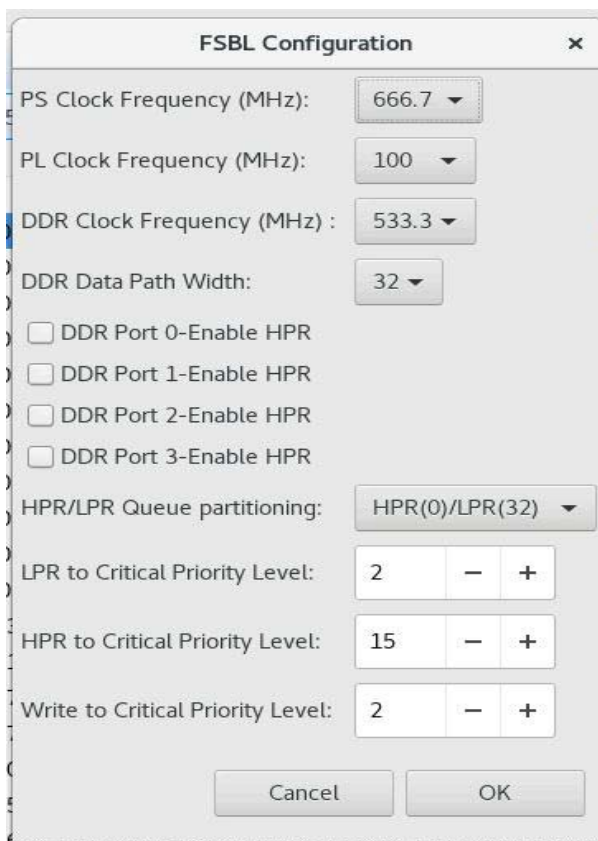 FSBL Configuration ×
PS Clock Frequency (MHz): 666.7
PL Clock Frequency (MHz): 100
DDR Clock Frequency (MHz) : 533.3
DDR Data Path Width: 32
DDR Port 0-Enable HPR
DDR Port 1-Enable HPR
DDR Port 2-Enable HPR
DDR Port 3-Enable HPR
HPR/LPR Queue partitioning: HPR(0)/LPR(32)
LPR to Critical Priority Level: 2 − +
HPR to Critical Priority Level: 15 − +
Write to Critical Priority Level: 2 − +
Cancel OK